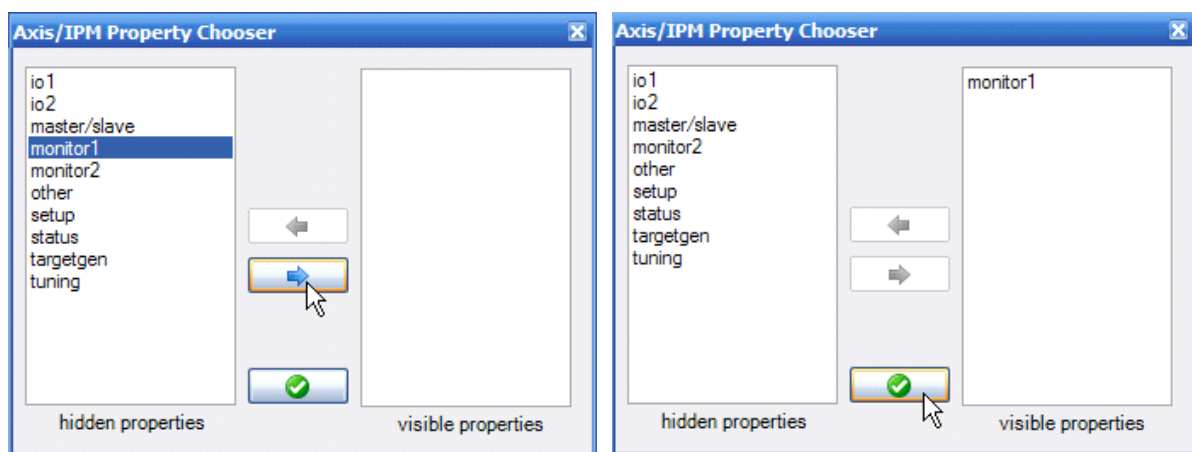 Axis/IPM Property Chooser
io1
io2
master/slave
monitor1
monitor2
other
setup
status
targetgen
tuning
hidden properties
visible properties
Axis/IPM Property Chooser
io1
io2
master/slave
monitor2
other
setup
status
targetgen
tuning
monitor1
hidden properties
visible properties